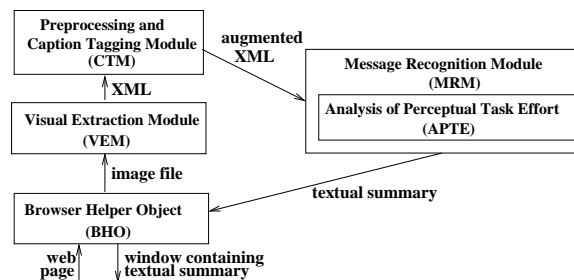 Preprocessing and
Caption Tagging Module
(CTM)
augmented
XML
Message Recognition Module
(MRM)
Analysis of Perceptual Task Effort
(APTE)
XML
Visual Extraction Module
(VEM)
image file
textual summary
Browser Helper Object
(BHO)
web
page
window containing
textual summary